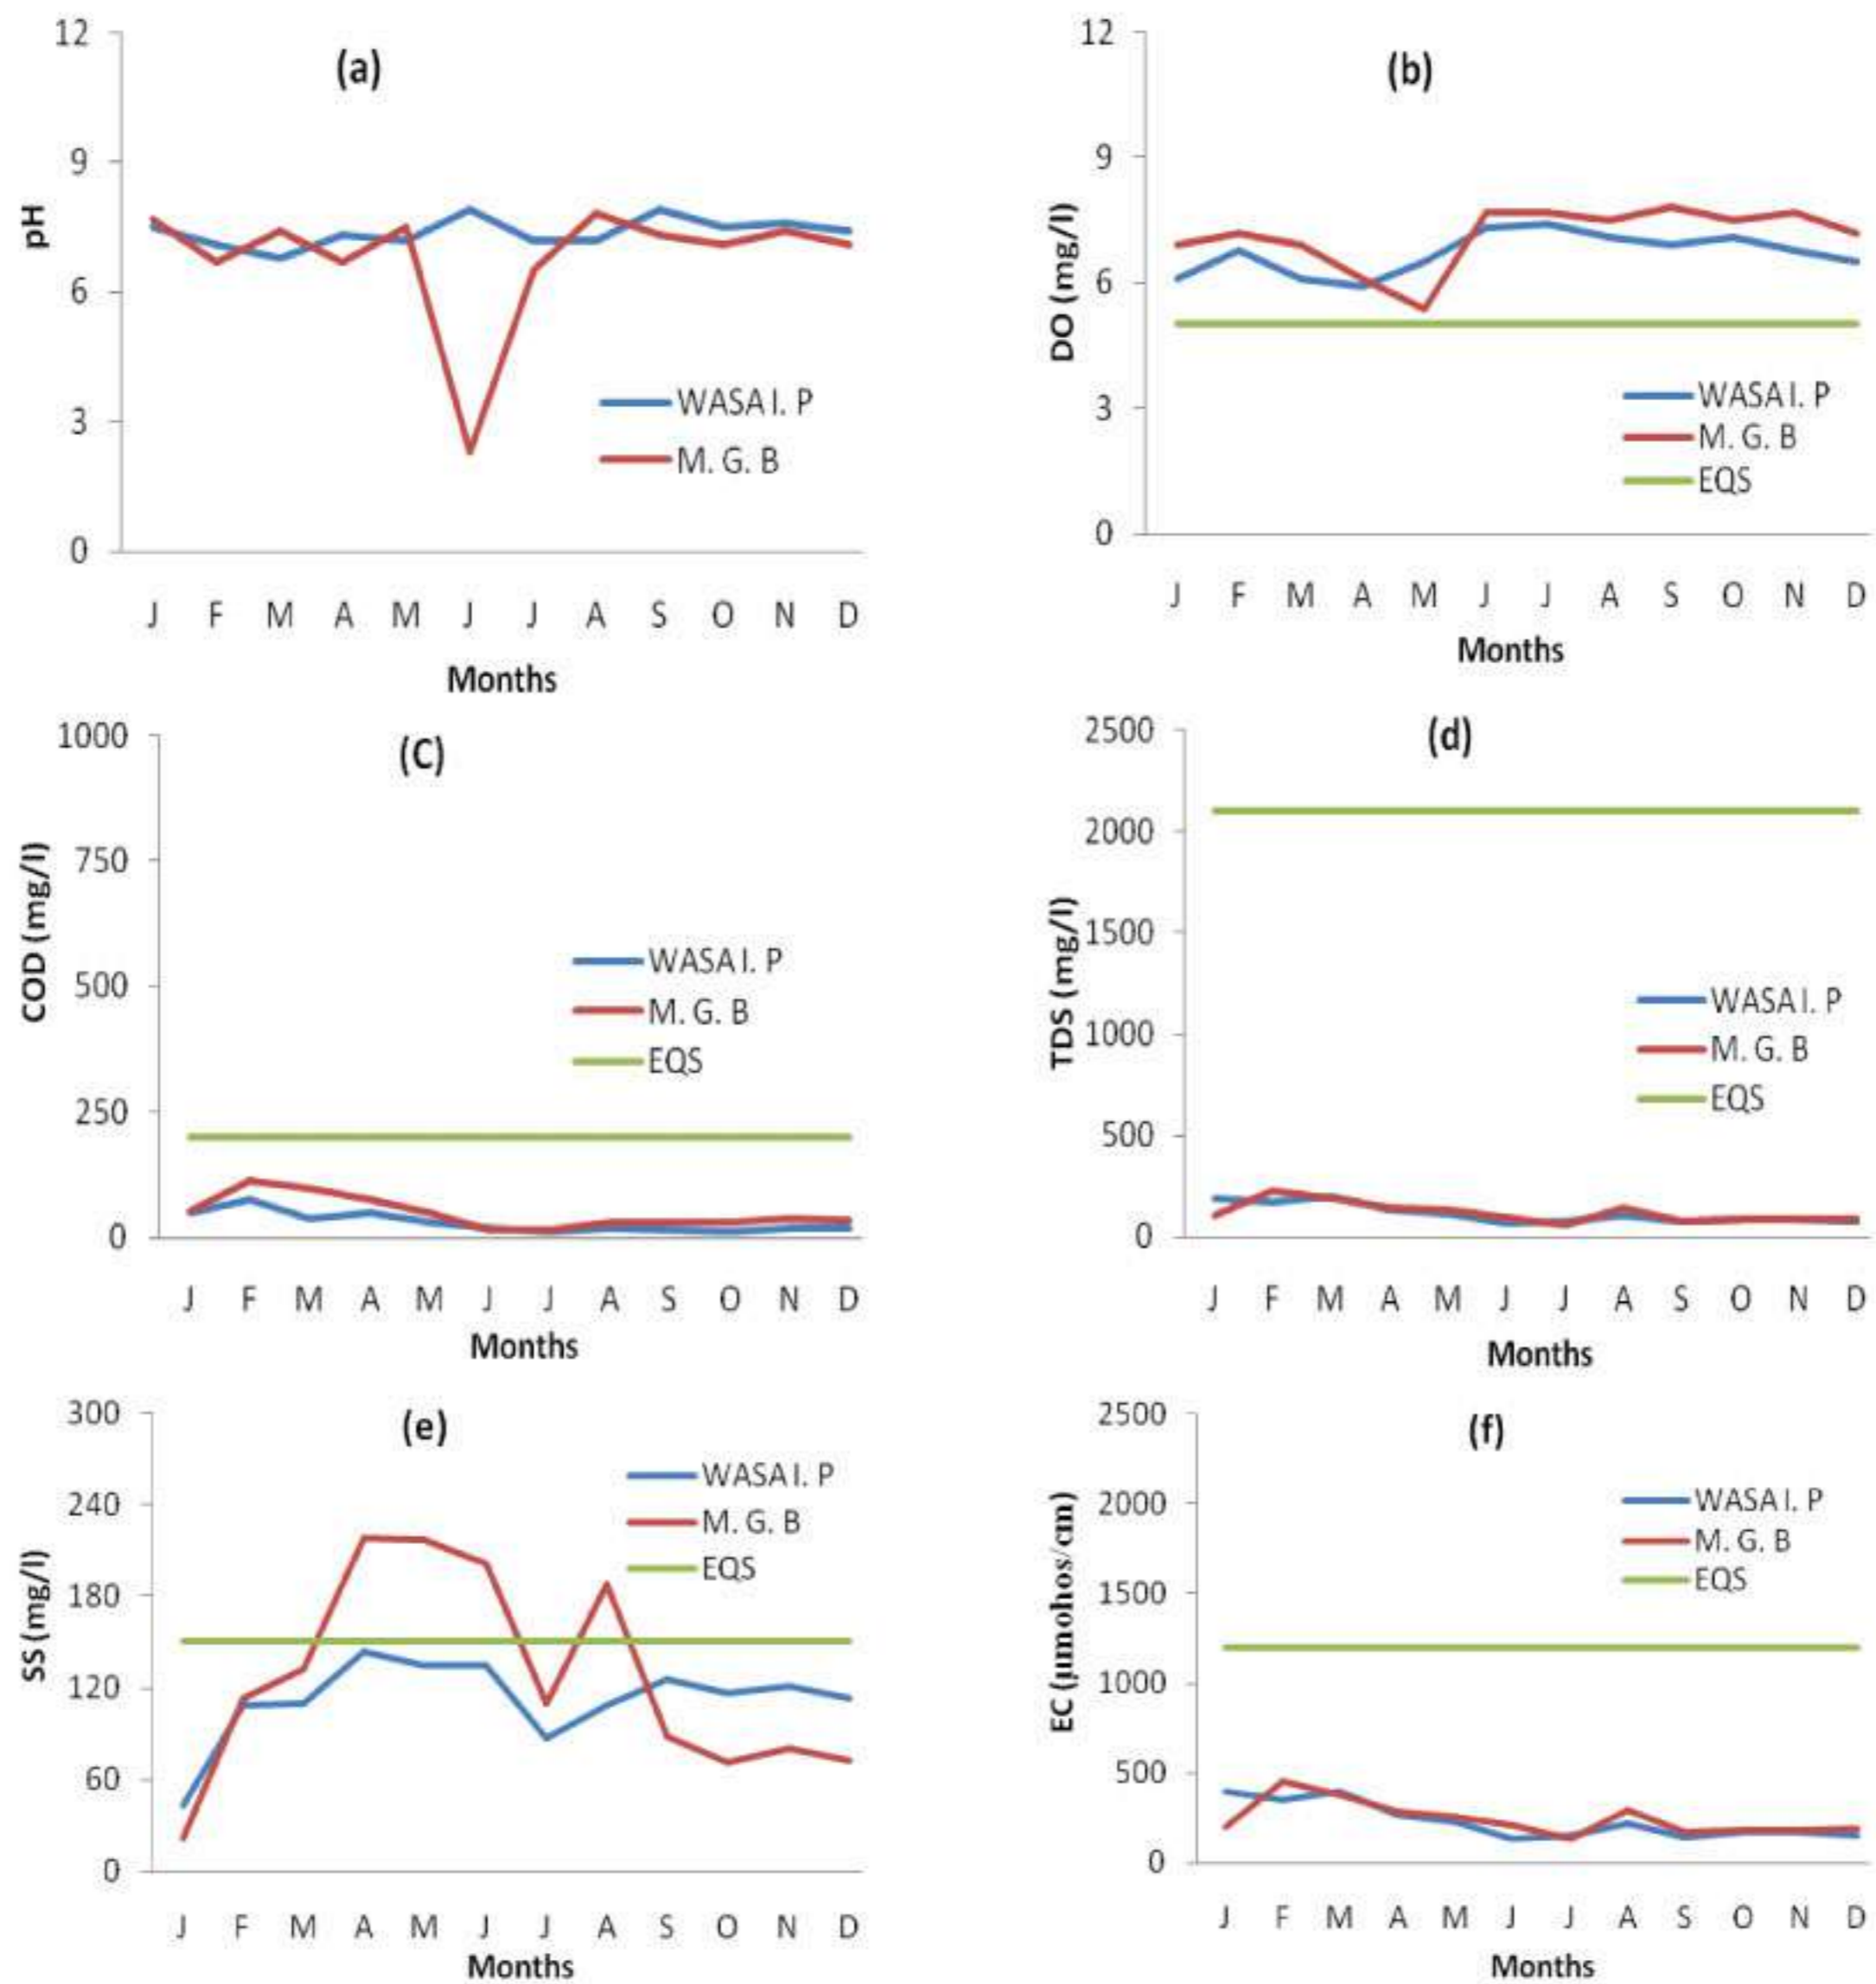 (a)
12
9
6
3
0
pH
WASA I. P
M. G. B
J F M A M J J A S O N D
Months
(b)
12
9
6
3
0
DO (mg/l)
WASA I. P
M. G. B
EQS
J F M A M J J A S O N D
Months
(C)
1000
750
500
250
0
COD (mg/l)
WASA I. P
M. G. B
EQS
J F M A M J J A S O N D
Months
(d)
2500
2000
1500
1000
500
0
TDS (mg/l)
WASA I. P
M. G. B
EQS
J F M A M J J A S O N D
Months
(e)
300
240
180
120
60
0
SS (mg/l)
WASA I. P
M. G. B
EQS
J F M A M J J A S O N D
Months
(f)
2500
2000
1500
1000
500
0
EC (μmohos/cm)
WASA I. P
M. G. B
EQS
J F M A M J J A S O N D
Months